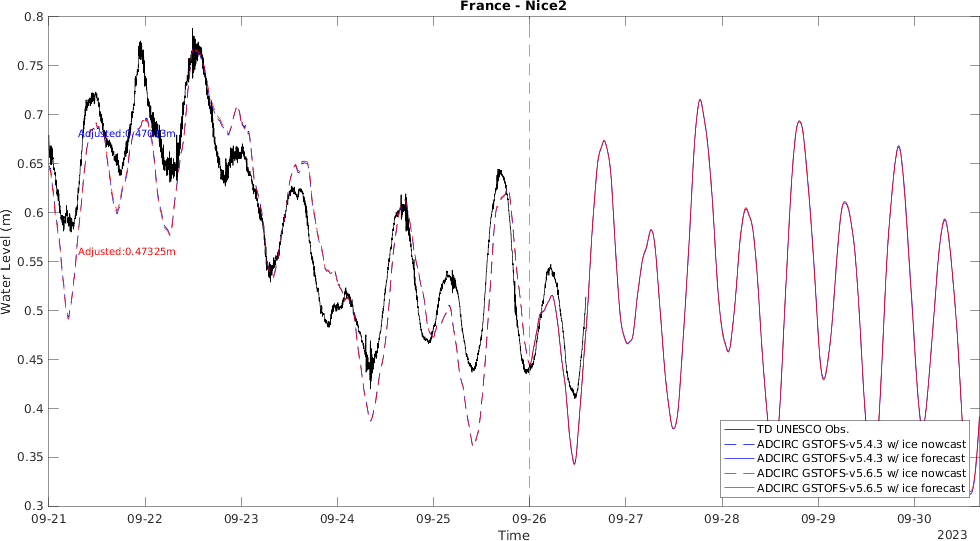 France - Nice2
0.8
0.75
0.7
0.65
0.6
0.55
0.5
0.45
0.4
0.35
0.3
Water Level (m)
Adjusted:0.47325m
TD UNESCO Obs.
ADCIRC GSTOFS-v5.4.3 w/ ice nowcast
ADCIRC GSTOFS-v5.4.3 w/ ice forecast
ADCIRC GSTOFS-v5.6.5 w/ ice nowcast
ADCIRC GSTOFS-v5.6.5 w/ ice forecast
09-21 09-22 09-23 09-24 09-25 09-26 09-27 09-28 09-29 09-30
Time
2023